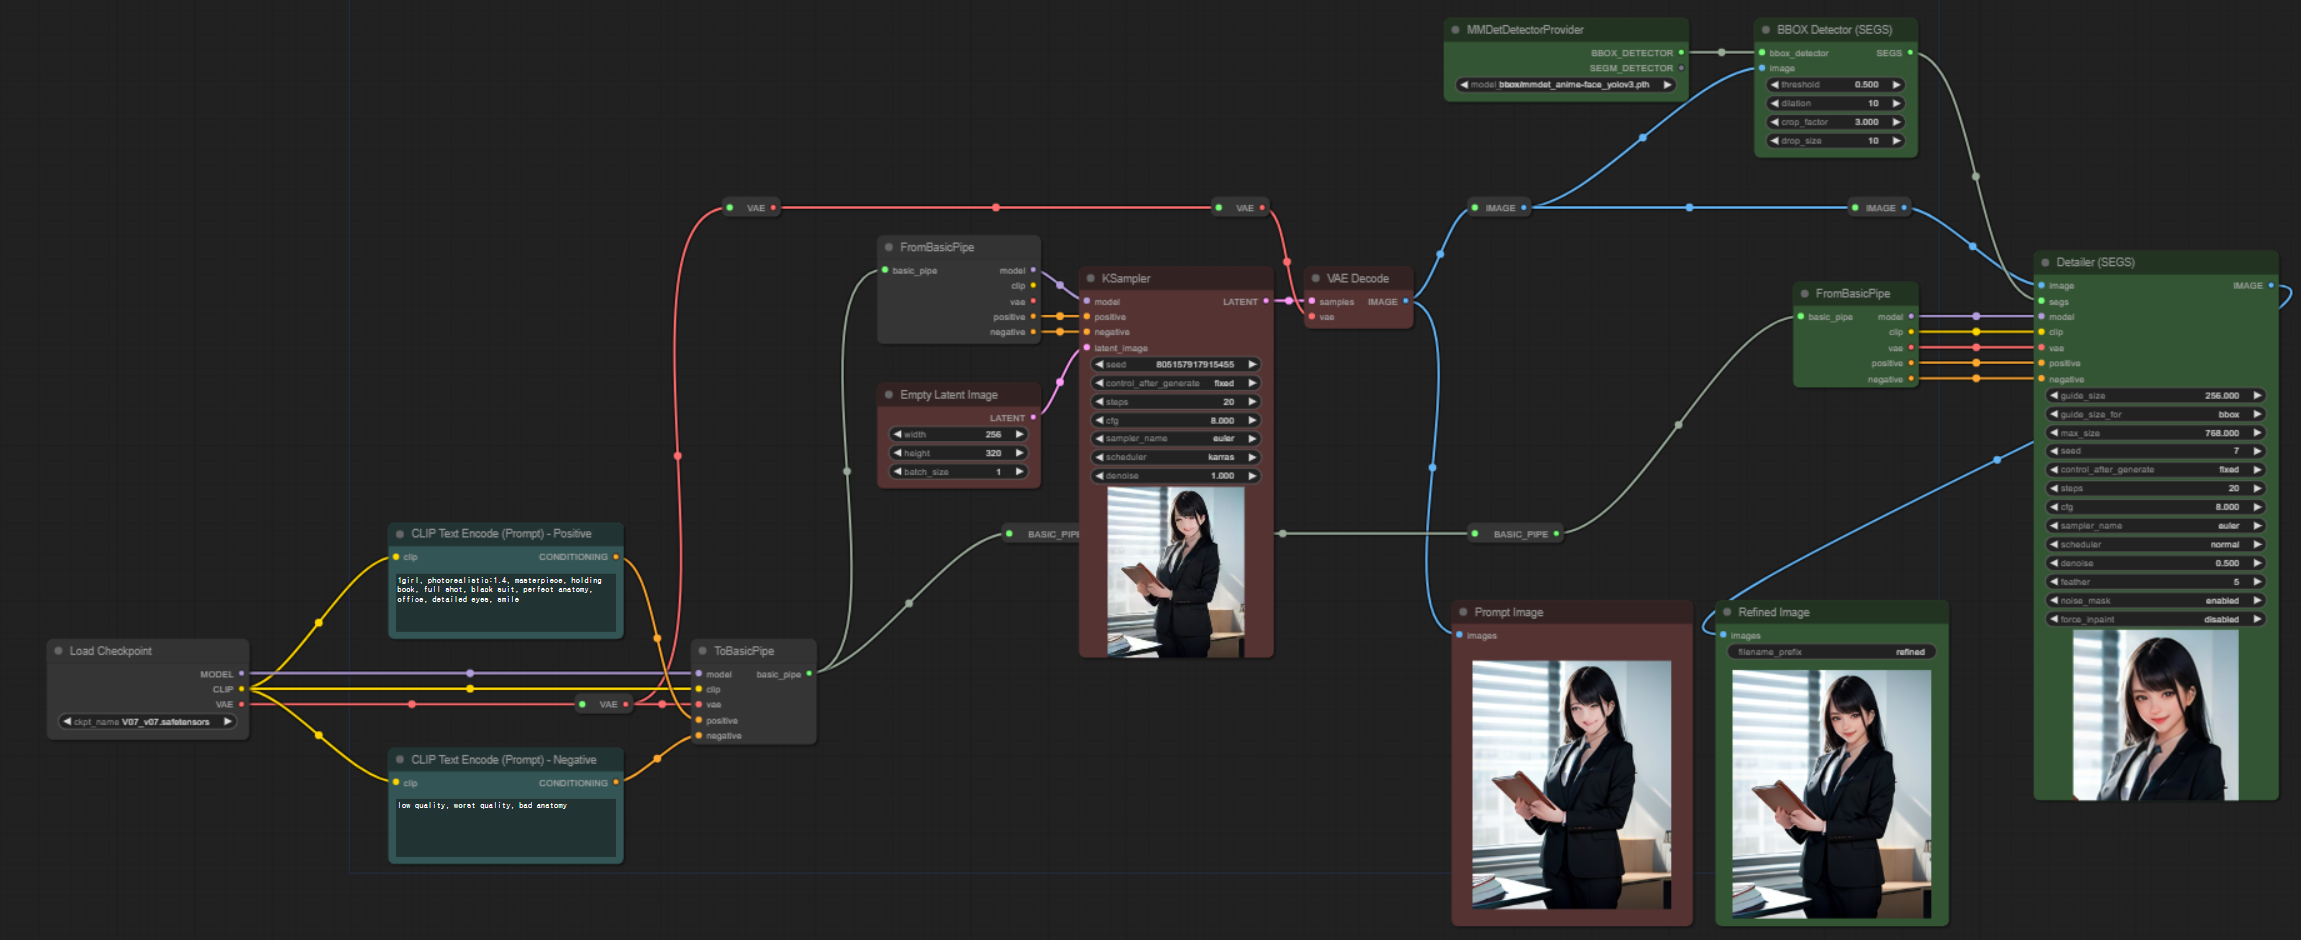 Load Checkpoint
MODEL
CLIP
VAE
ckpt_name V07_v07.safetensors
CLIP Text Encode (Prompt) - Positive
clip
CONDITIONING
1girl, photorealistic:1.4, masterpiece, holding
book, full shot, black suit, perfect anatomy,
office, detailed eyes, smile
CLIP Text Encode (Prompt) - Negative
clip
CONDITIONING
low quality, worst quality, bad anatomy
VAE
ToBasicPipe
model
basic_pipe
clip
vae
positive
negative
VAE
VAE
FromBasicPipe
basic_pipe
model
clip
vae
positive
negative
Empty Latent Image
LATENT
width 256
height 320
batch_size 1
BASIC_PIPE
KSampler
model
LATENT
positive
negative
latent_image
seed 805157917915455
control_after_generate fixed
steps 20
cfg 8.000
sampler_name euler
scheduler karras
denoise 1.000
VAE Decode
samples
IMAGE
vae
IMAGE
IMAGE
BASIC_PIPE
MMDetDetectorProvider
BBOX_DETECTOR
SEGM_DETECTOR
model_ bbox/mmdet_anime-face_yolov3.pth
BBOX Detector (SEGS)
bbox_detector
SEGS
image
threshold 0.500
dilation 10
crop_factor 3.000
drop_size 10
FromBasicPipe
basic_pipe
model
clip
vae
positive
negative
Prompt Image
images
Refined Image
images
filename_prefix refined
Detailer (SEGS)
image
IMAGE
segs
model
clip
vae
positive
negative
guide_size 256.000
guide_size_for bbox
max_size 768.000
seed 7
control_after_generate fixed
steps 20
cfg 8.000
sampler_name euler
scheduler normal
denoise 0.500
feather 5
noise_mask enabled
force_inpaint disabled